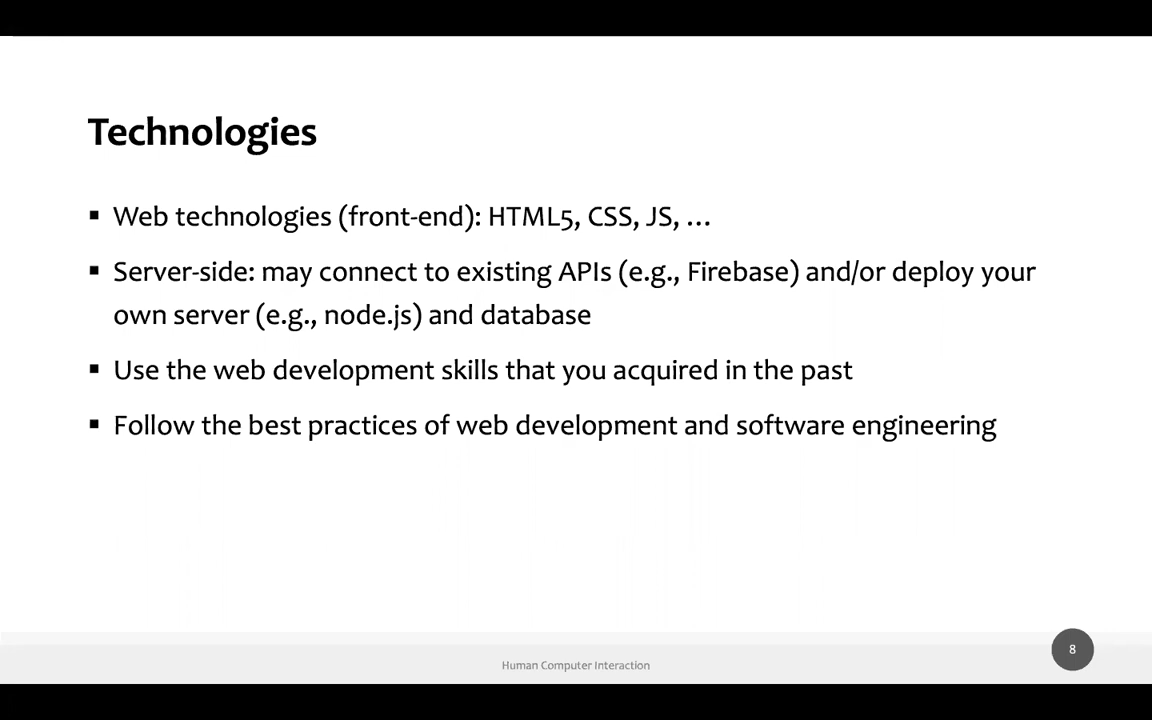 Technologies
▪ Web technologies (front-end): HTML5, CSS, JS, …
▪ Server-side: may connect to existing APIs (e.g., Firebase) and/or deploy your
own server (e.g., node.js) and database
▪ Use the web development skills that you acquired in the past
▪ Follow the best practices of web development and software engineering
Human Computer Interaction
8